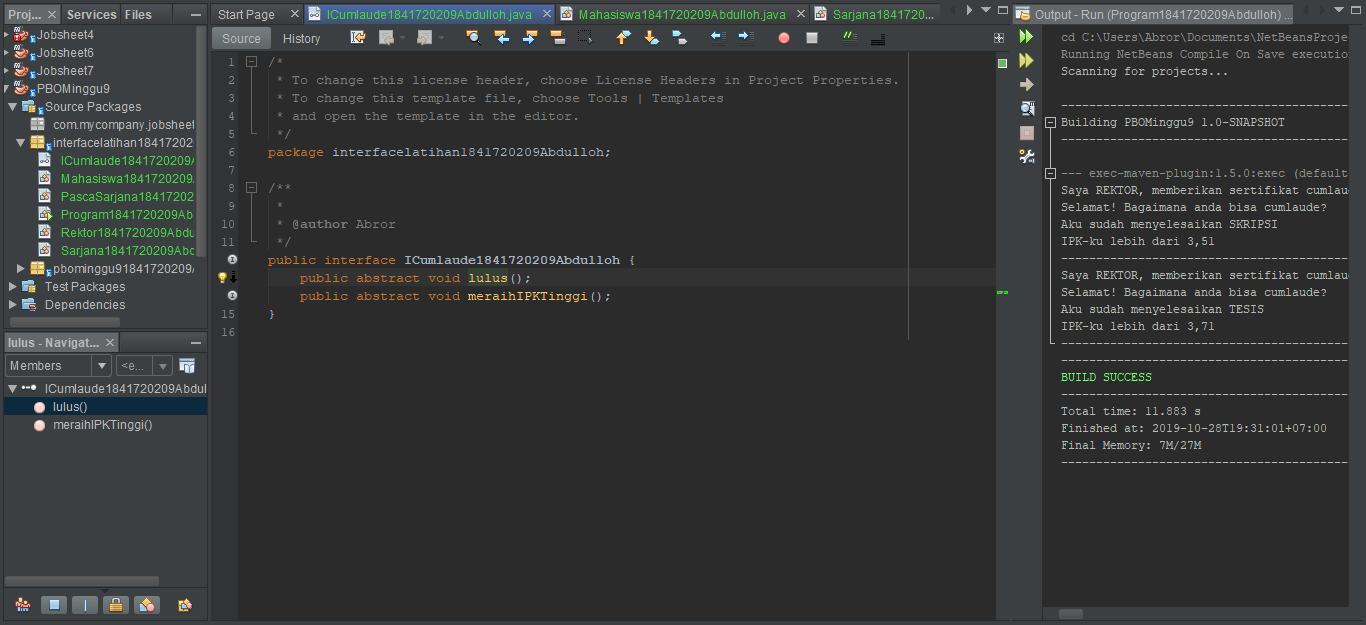 Proj...
Services
Files
Jobsheet4
Jobsheet6
Jobsheet7
PBOMinggu9
Source Packages
com.mycompany.jobsheet
interfacelatihan184172020
ICumlaude1841720209/
Mahasiswa184172020​9
PascaSarjana18417202
Program1841720209Ab
Rektor1841720209Abdu
Sarjana1841720209Abc
pbominggu91841720209/
Test Packages
Dependencies
lulus - Navigat...
Members
<e...
ICumlaude1841720209Abdul
lulus()
meraihIPKTinggi()
Start Page
ICumlaude1841720209Abdulloh.java
Mahasiswa1841720209Abdulloh.java
Sarjana1841720...
Source
History
1 /*
2 * To change this license header, choose License Headers in Project Properties.
3 * To change this template file, choose Tools | Templates
4 * and open the template in the editor.
5 */
6 package interfacelatihan1841720209Abdulloh;
7
8 /**
9 *
10 * @author Abror
11 */
public interface ICumlaude1841720209Abdulloh {
public abstract void lulus();
public abstract void meraihIPKTinggi();
15 }
16
Output - Run (Program1841720209Abdulloh) ...
cd C:\Users\Abror\Documents\NetBeansProje
Running NetBeans Compile On Save executio
Scanning for projects...
------------------------------------------
Building PBOMinggu9 1.0-SNAPSHOT
------------------------------------------
--- exec-maven-plugin:1.5.0:exec (default
Saya REKTOR, memberikan sertifikat cumlau
Selamat! Bagaimana anda bisa cumlaude?
Aku sudah menyelesaikan SKRIPSI
IPK-ku lebih dari 3,51
------------------------------------------
Saya REKTOR, memberikan sertifikat cumlau
Selamat! Bagaimana anda bisa cumlaude?
Aku sudah menyelesaikan TESIS
IPK-ku lebih dari 3,71
------------------------------------------
------------------------------------------
BUILD SUCCESS
------------------------------------------
Total time: 11.883 s
Finished at: 2019-10-28T19:31:01+07:00
Final Memory: 7M/27M
------------------------------------------